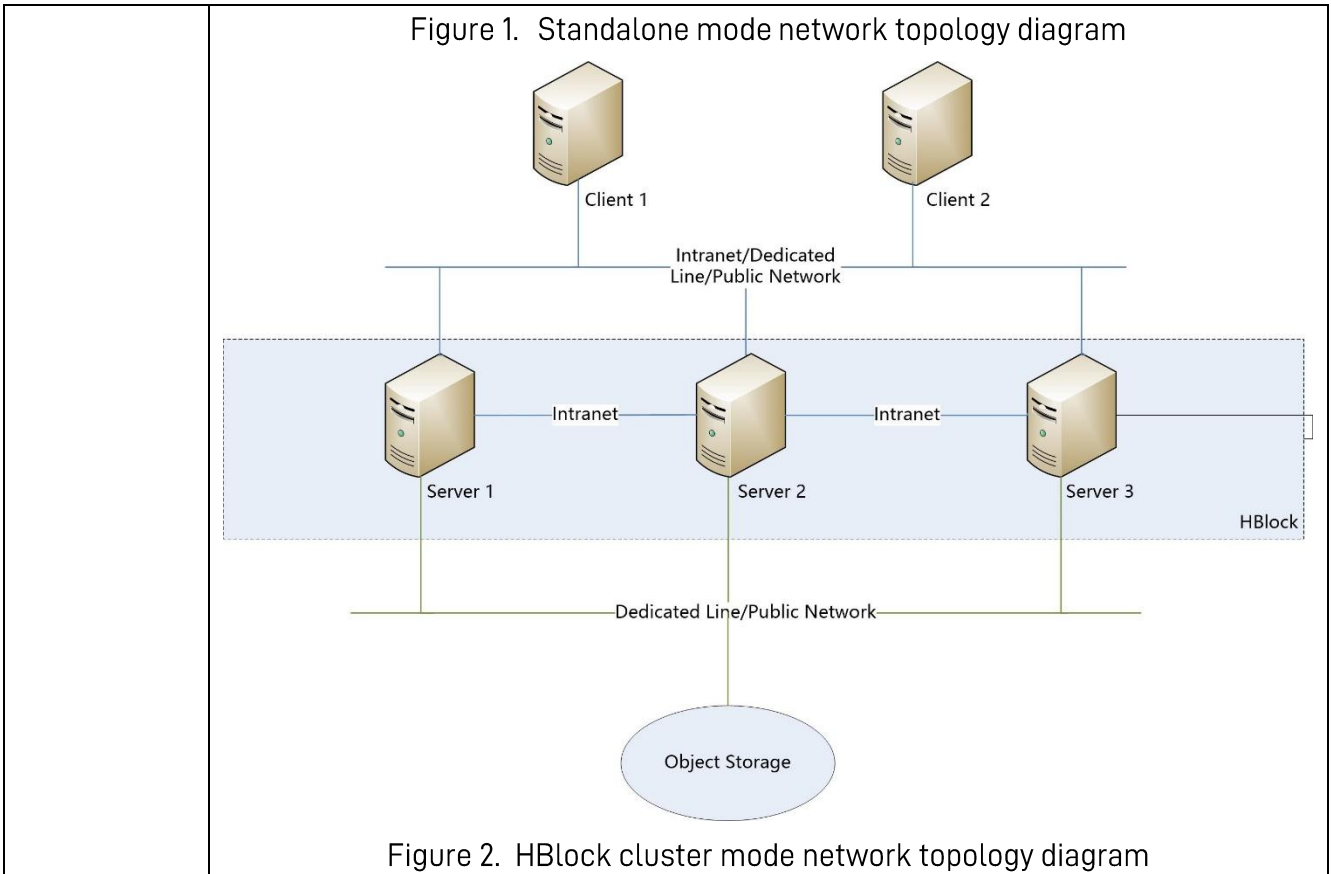 Figure 1. Standalone mode network topology diagram
Client 1
Client 2
Intranet/Dedicated
Line/Public Network
Intranet
Intranet
Server 1
Server 2
Server 3
HBlock
Dedicated Line/Public Network
Object Storage
Figure 2. HBlock cluster mode network topology diagram